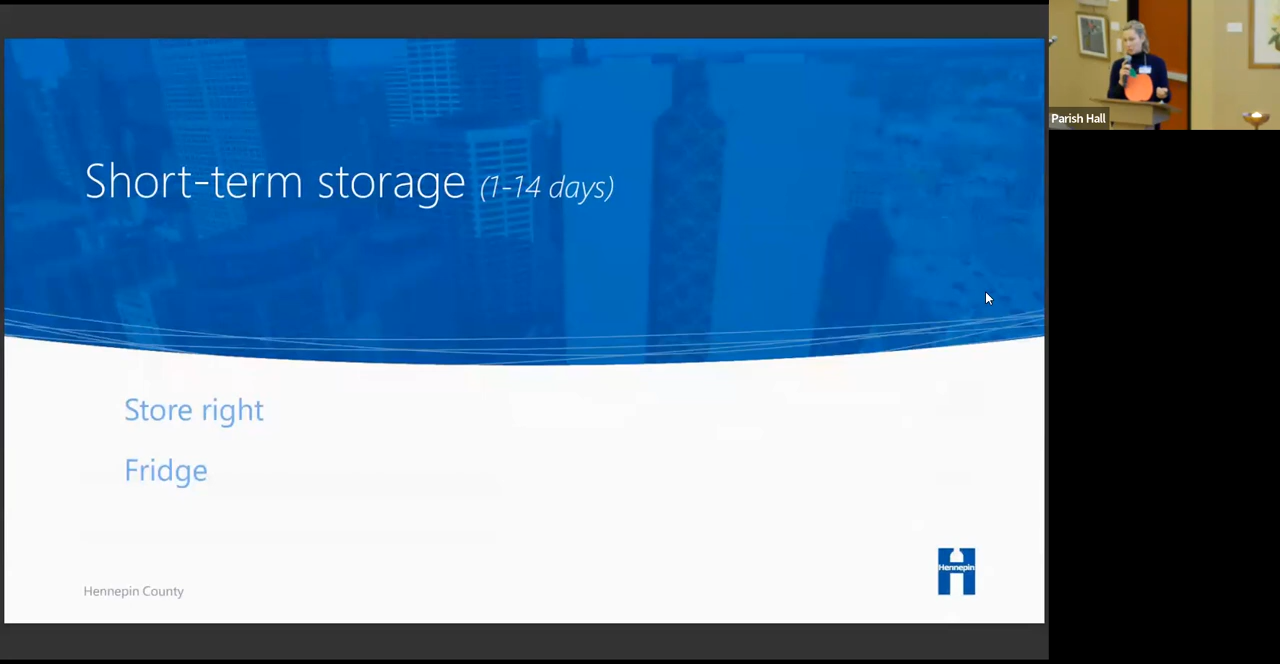 Short-term storage (1-14 days)
Store right
Fridge
Hennepin County
Hennepin
Parish Hall